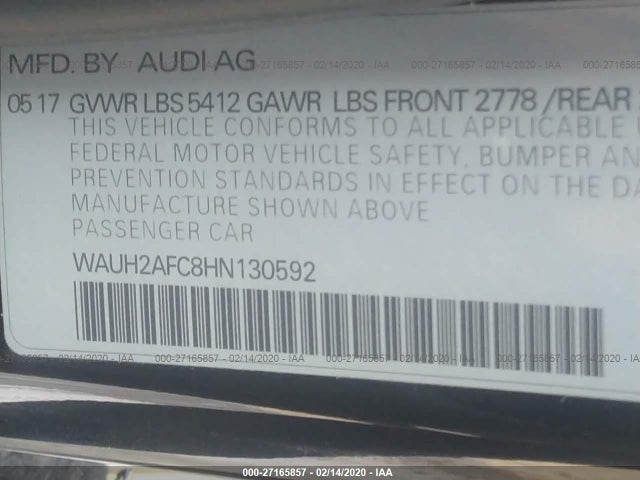 MFD. BY AUDI AG
05 17 GVWR LBS 5412 GAWR LBS FRONT 2778 /REAR
THIS VEHICLE CONFORMS TO ALL APPLICABLE
FEDERAL MOTOR VEHICLE SAFETY, BUMPER AN
PREVENTION STANDARDS IN EFFECT ON THE DA
MANUFACTURE SHOWN ABOVE
PASSENGER CAR
WAUH2AFC8HN130592
000-27165857 - 02/14/2020 - IAA